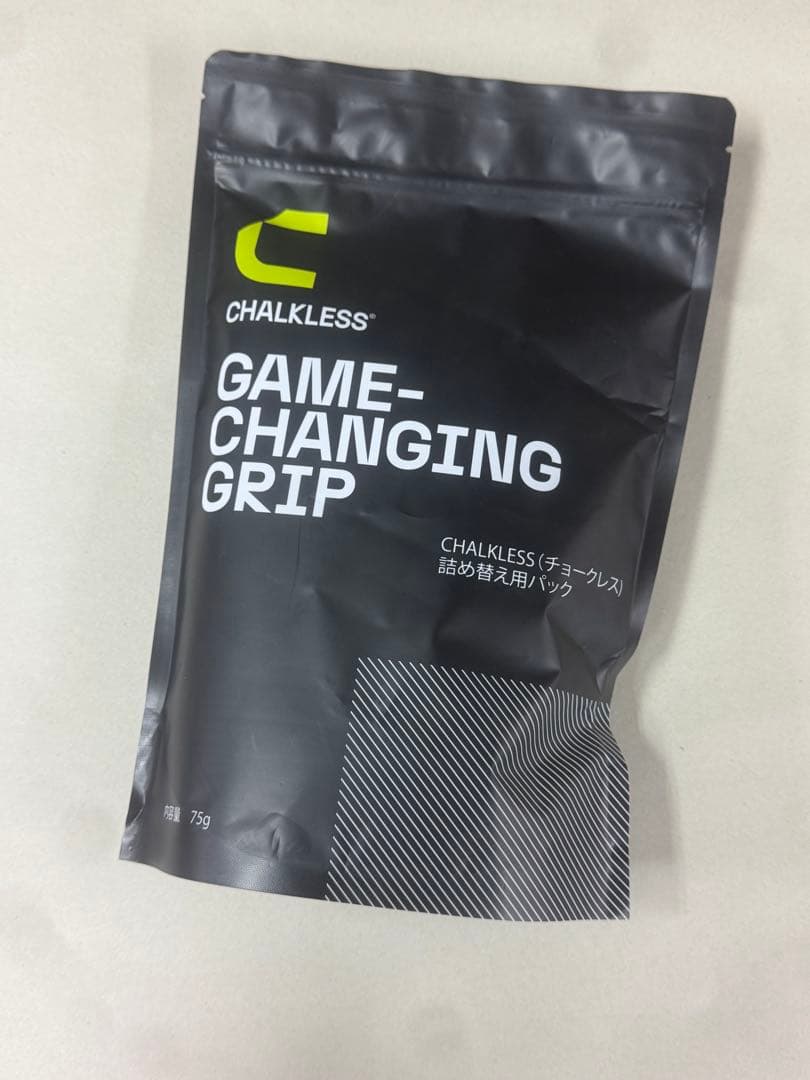 CHALKLESS®
GAME-
CHANGING
GRIP
CHALKLESS(チョークレス)
詰め替え用パック
内容量 75g